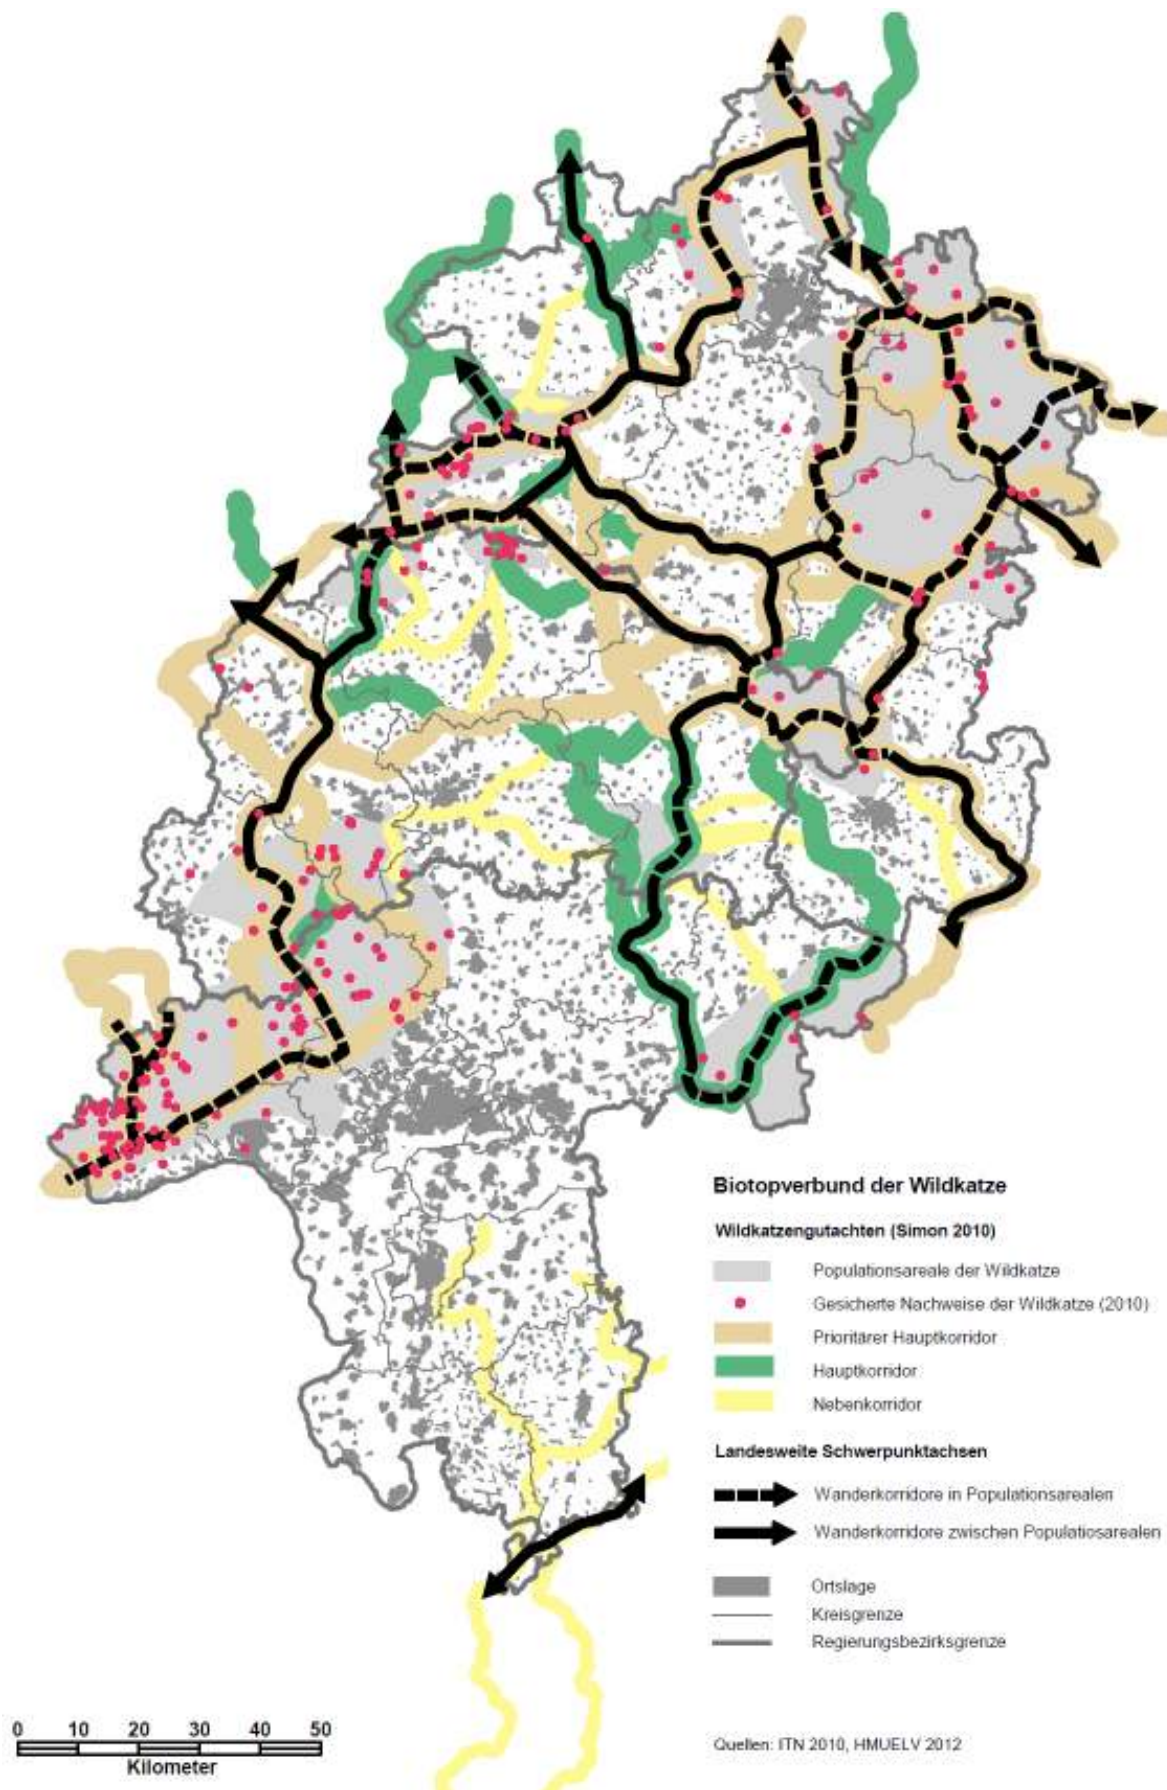 Biotopverbund der Wildkatze
Wildkatzengutachten (Simon 2010)
Populationsareale der Wildkatze
Gesicherte Nachweise der Wildkatze (2010)
Prioritärer Hauptkorridor
Hauptkorridor
Nebenkorridor
Landesweite Schwerpunktachsen
Wanderkorridore in Populationsarealen
Wanderkorridore zwischen Populatiosarealen
Ortslage
Kreisgrenze
Regierungsbezirksgrenze
0 10 20 30 40 50
Kilometer
Quellen: ITN 2010, HMUELV 2012